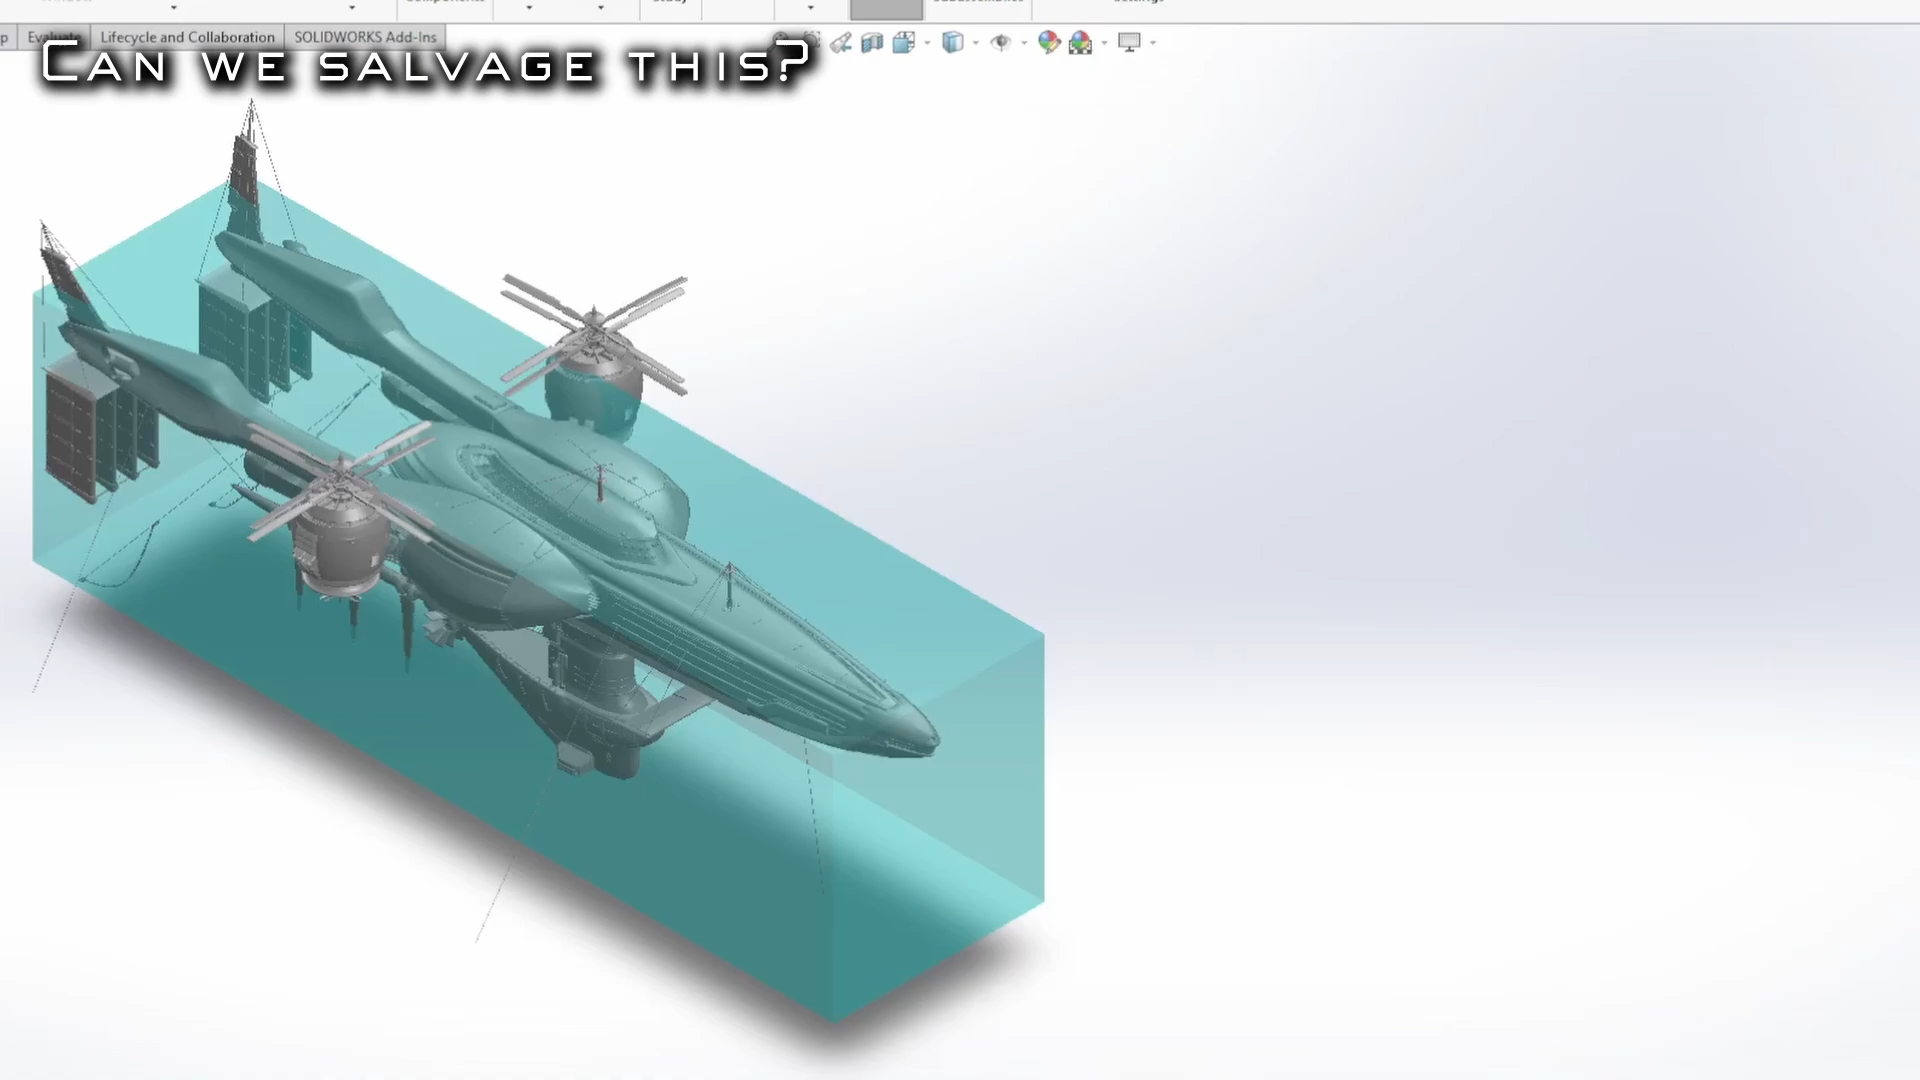 Evaluate Lifecycle and Collaboration SOLIDWORKS Add-Ins
CAN WE SALVAGE THIS?